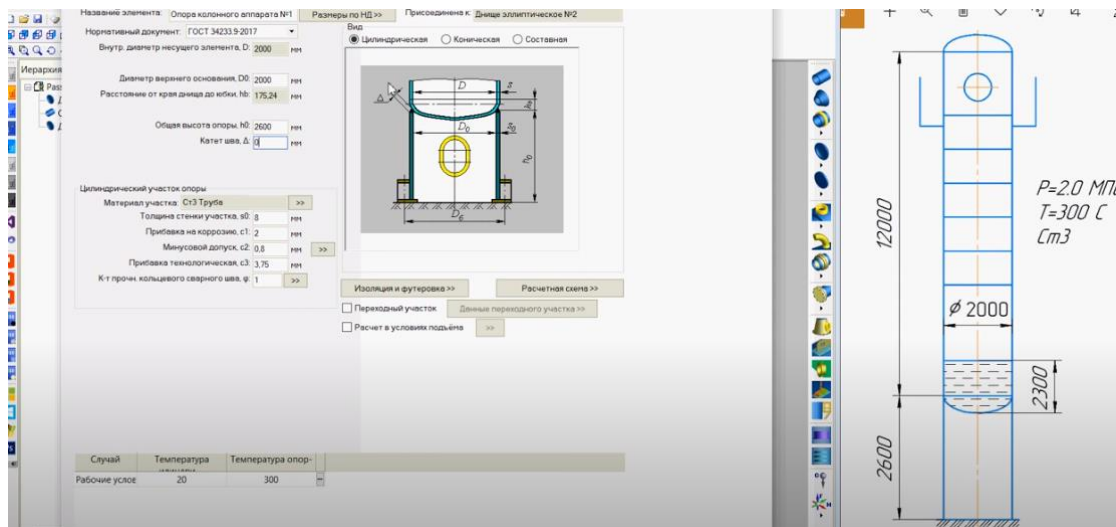 Название элемента: Опора колонного аппарата №1 Размеры по НД >> Присоединена к: Днище эллиптическое №2
Нормативный документ: ГОСТ 34233.9-2017
Внутр. диаметр несущего элемента, D: 2000 мм
Диаметр верхнего основания, D0: 2000 мм
Расстояние от края днища до юбки, hb: 175,24 мм
Общая высота опоры, h0: 2600 мм
Катет шва, Δ: 0 мм
Цилиндрический участок опоры
Материал участка: Ст3 Труба >>
Толщина стенки участка, s0: 8 мм
Прибавка на коррозию, c1: 2 мм
Минусовой допуск, c2: 0,8 мм >>
Прибавка технологическая, c3: 3,75 мм
К-т прочн. кольцевого сварного шва, φ: 1 >>
Вид
Цилиндрическая Коническая Составная
Δ D s
D0 s0
h0
D6
Изоляция и футеровка >> Расчетная схема >>
Переходный участок Данные переходного участка >>
Расчет в условиях подъёма >>
Случай Температура Температура опор-
Рабочие услов 20 300
Иерархия
P=2.0
T=300 C
Ст3
12000
⌀ 2000
2300
2600